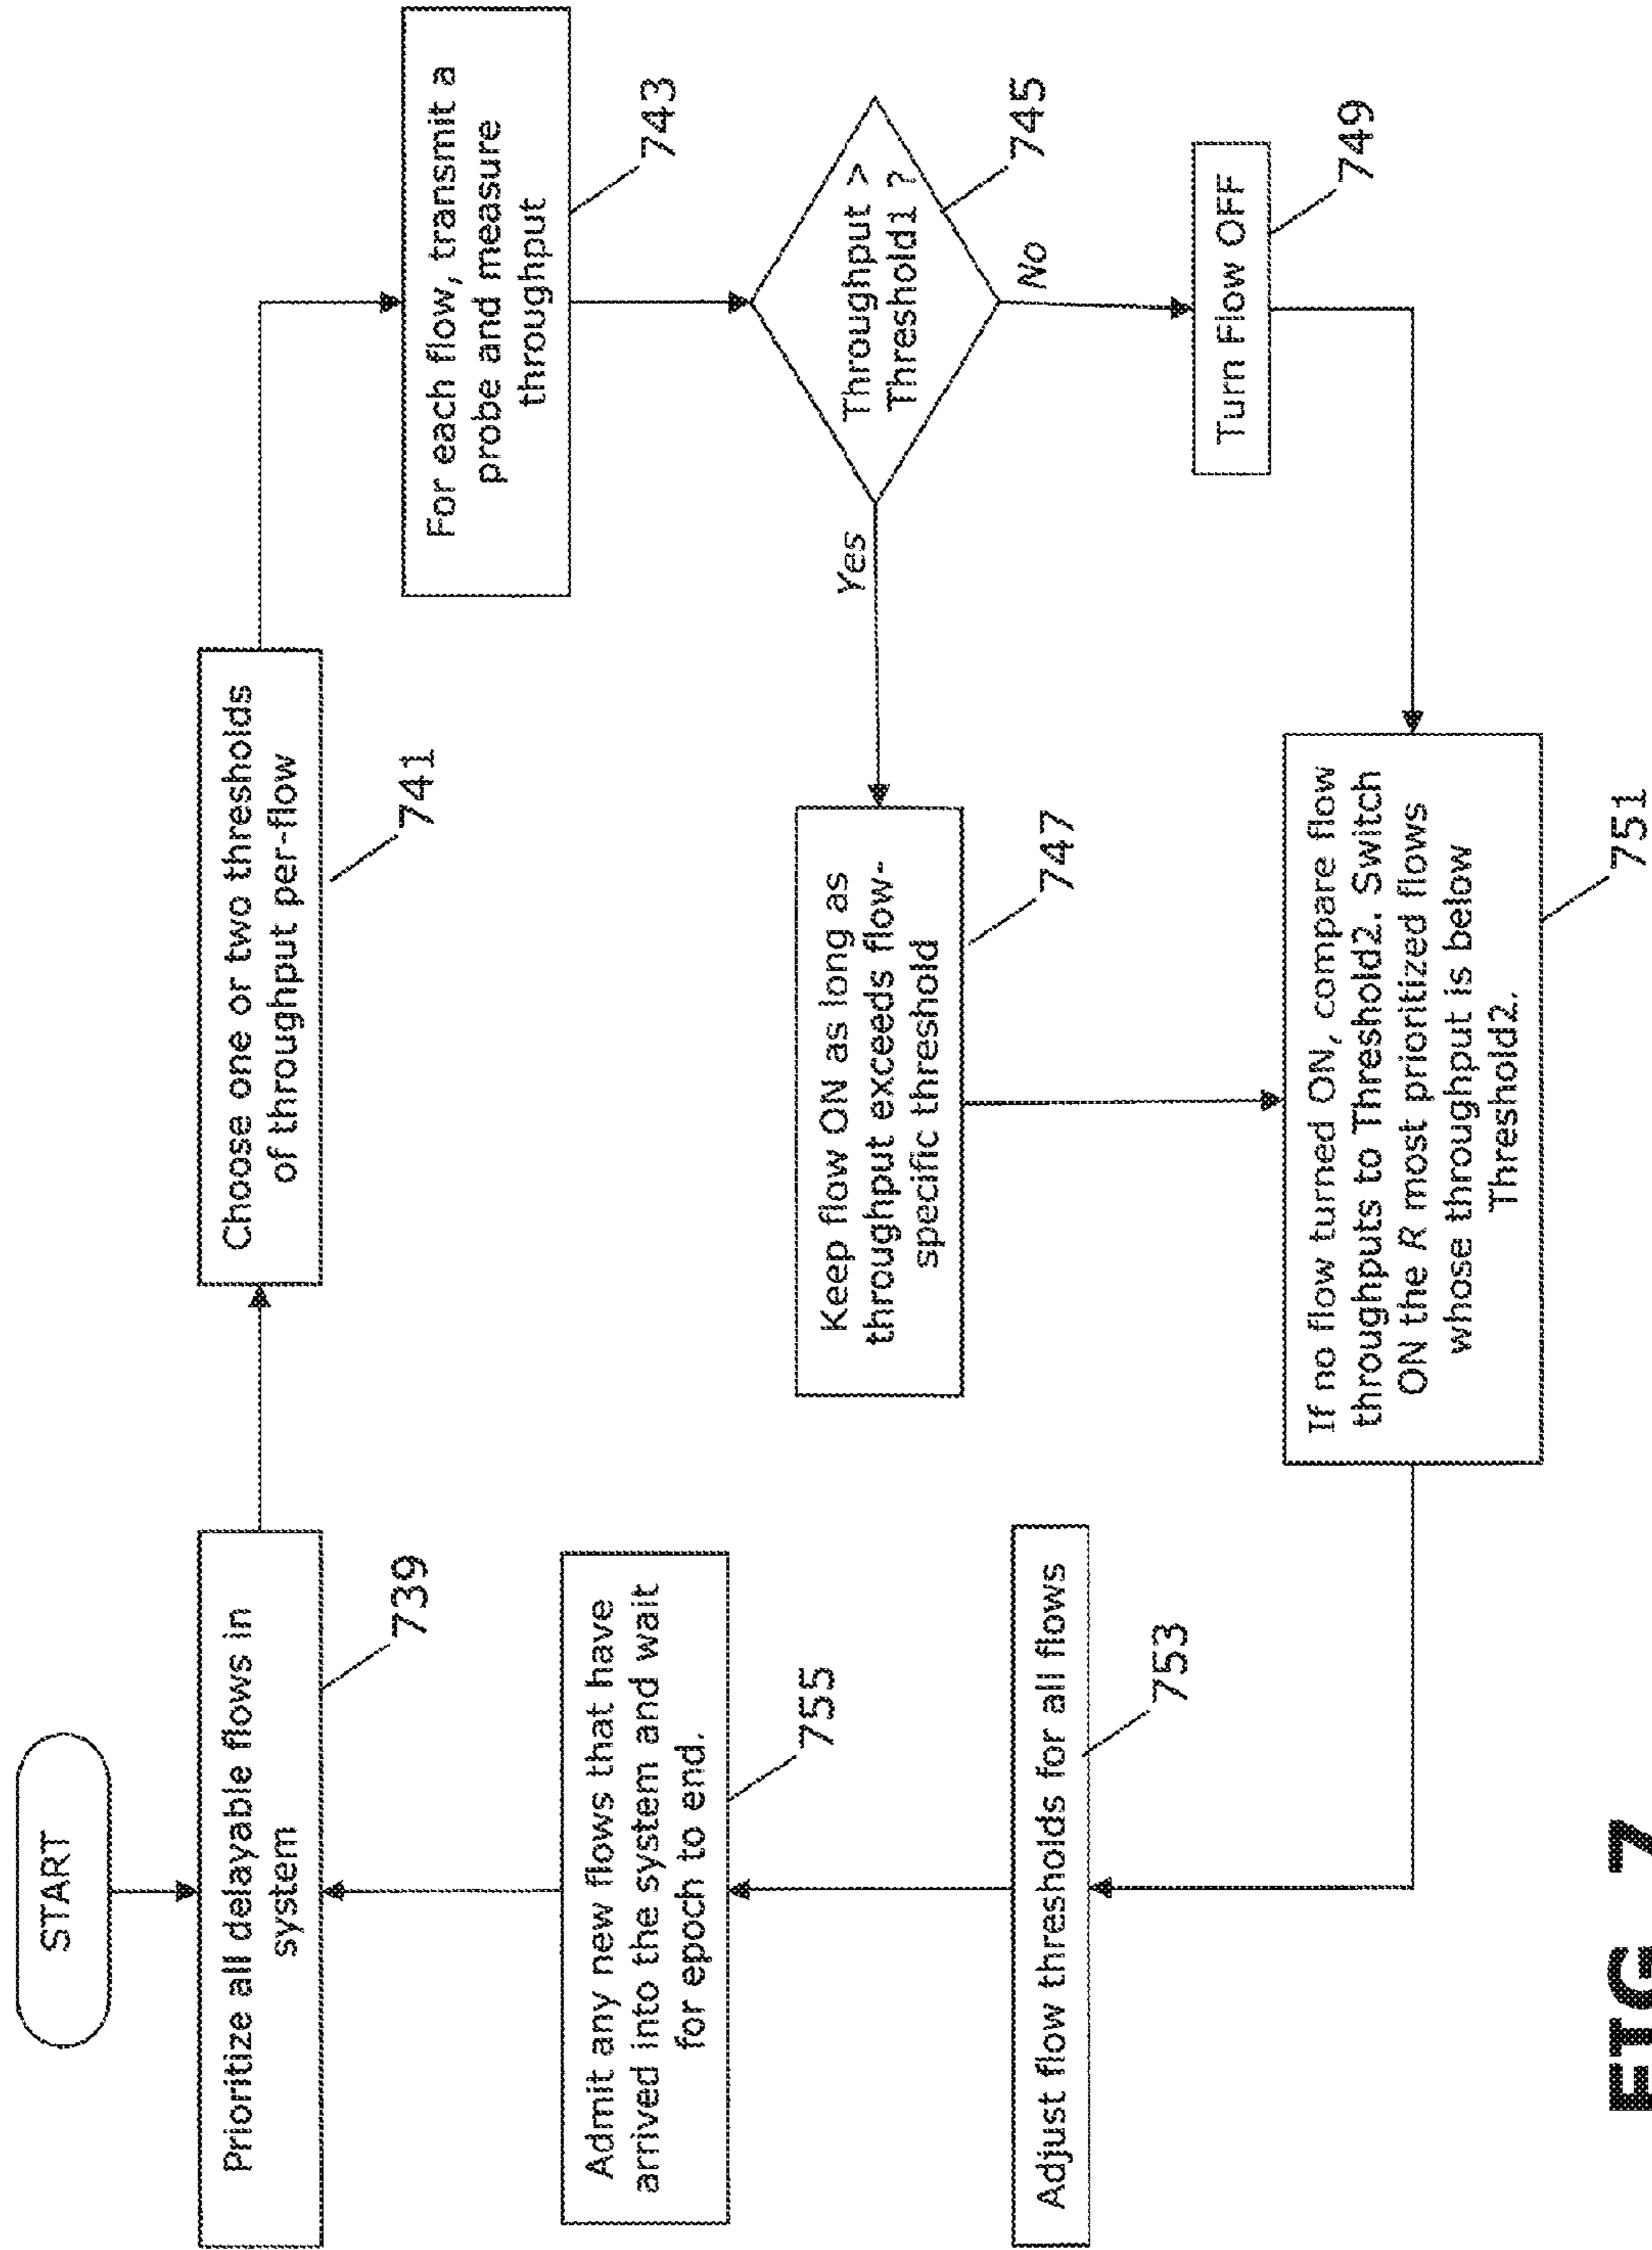 START
Prioritize all delayable flows in
system
739
Choose one or two thresholds
of throughput per-flow
741
For each flow, transmit a
probe and measure
throughput
743
Throughput >
Threshold1 ?
745
Yes
No
Keep flow ON as long as
throughput exceeds flow-
specific threshold
747
Turn Flow OFF
749
If no flow turned ON, compare flow
throughputs to Threshold2. Switch
ON the R most prioritized flows
whose throughput is below
Threshold2.
751
Adjust flow thresholds for all flows
753
Admit any new flows that have
arrived into the system and wait
for epoch to end.
755
FIG 7